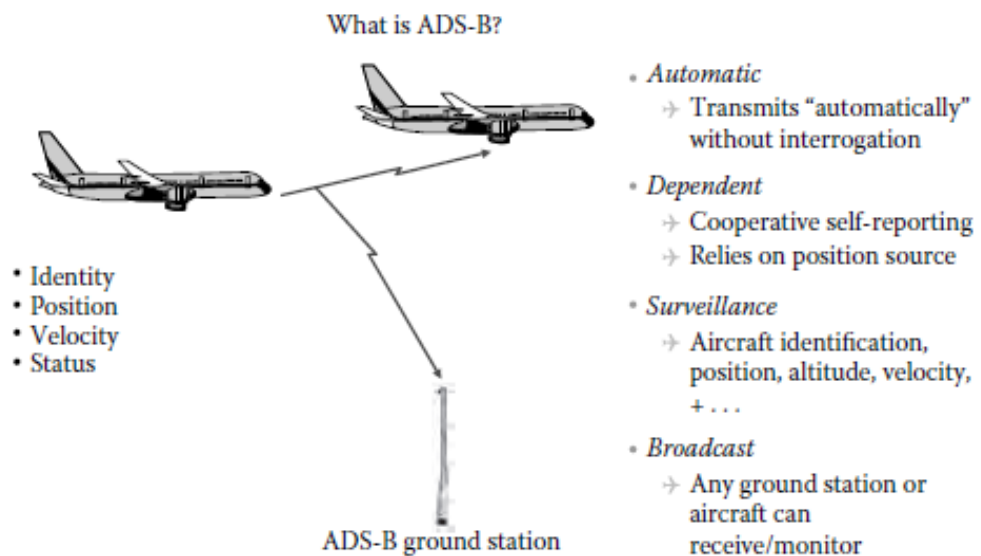 What is ADS-B?
• Identity
• Position
• Velocity
• Status
ADS-B ground station
• Automatic
Transmits “automatically”
without interrogation
• Dependent
Cooperative self-reporting
Relies on position source
• Surveillance
Aircraft identification,
position, altitude, velocity,
+ . . .
• Broadcast
Any ground station or
aircraft can
receive/monitor